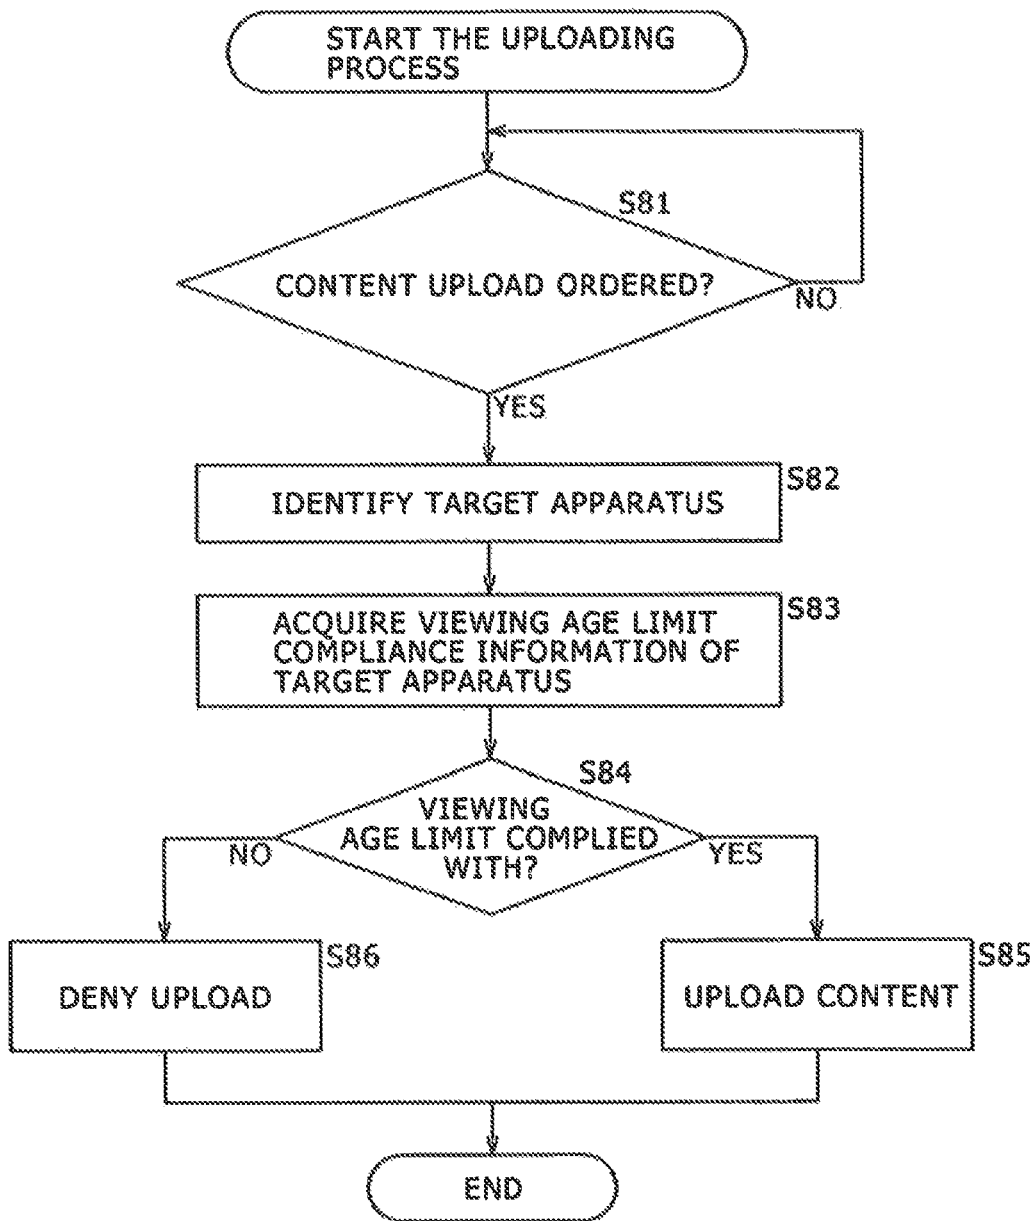 START THE UPLOADING
PROCESS
S81
CONTENT UPLOAD ORDERED?
NO
YES
S82
IDENTIFY TARGET APPARATUS
S83
ACQUIRE VIEWING AGE LIMIT
COMPLIANCE INFORMATION OF
TARGET APPARATUS
S84
VIEWING
AGE LIMIT COMPLIED
WITH?
NO
YES
S86
DENY UPLOAD
S85
UPLOAD CONTENT
END